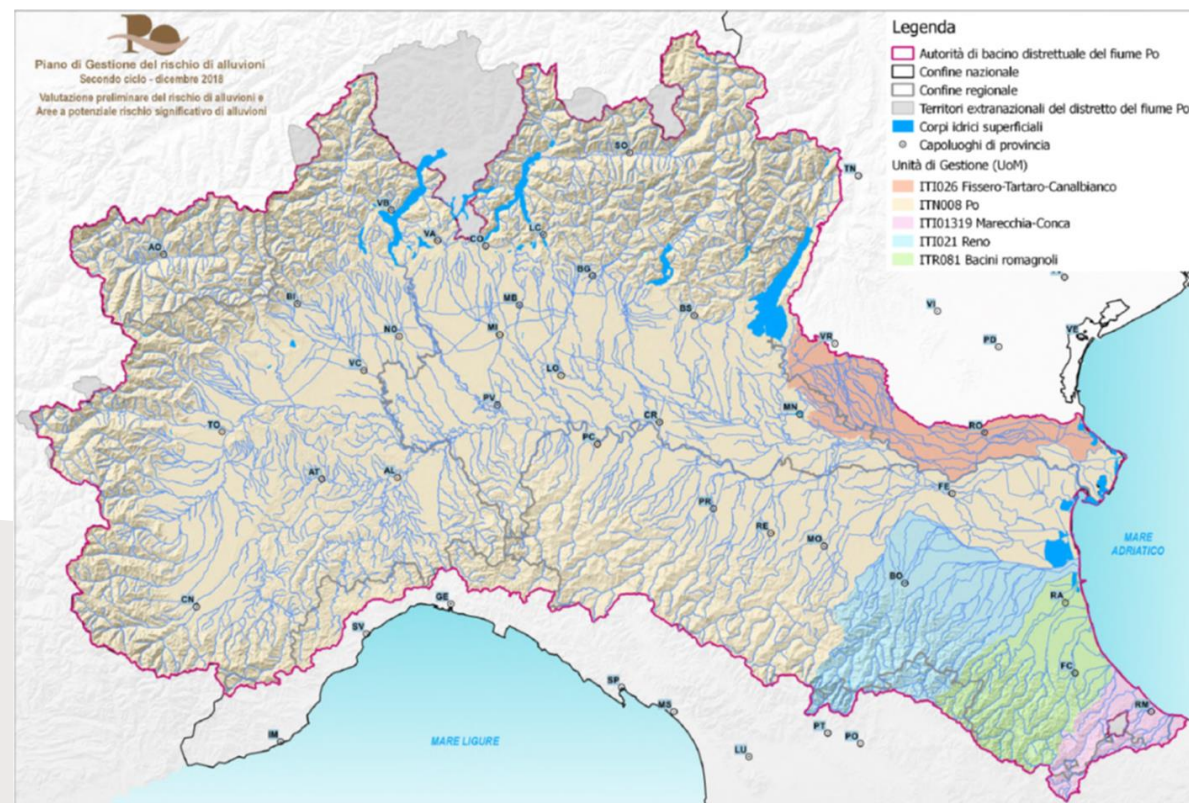 Po
Piano di Gestione del rischio di alluvioni
Secondo ciclo - dicembre 2018
Valutazione preliminare del rischio di alluvioni e
Aree a potenziale rischio significativo di alluvioni
Legenda
Autorità di bacino distrettuale del fiume Po
Confine nazionale
Confine regionale
Territori extranazionali del distretto del fiume Po
Corpi idrici superficiali
Capoluoghi di provincia
Unità di Gestione (UoM)
ITI026 Fissero-Tartaro-Canalbianco
ITN008 Po
ITI01319 Marecchia-Conca
ITI021 Reno
ITR081 Bacini romagnoli
SO
TN
VB
VA
CO
LC
AO
BG
BI
MB
BS
VI
NO
MI
VR
PD
VE
VC
LO
PV
MN
CR
TO
PC
RO
AT
AL
FE
PR
RE
MO
MARE
ADRIATICO
BO
CN
GE
RA
SV
FC
SP
MS
RM
IM
MARE LIGURE
PT
PO
LU